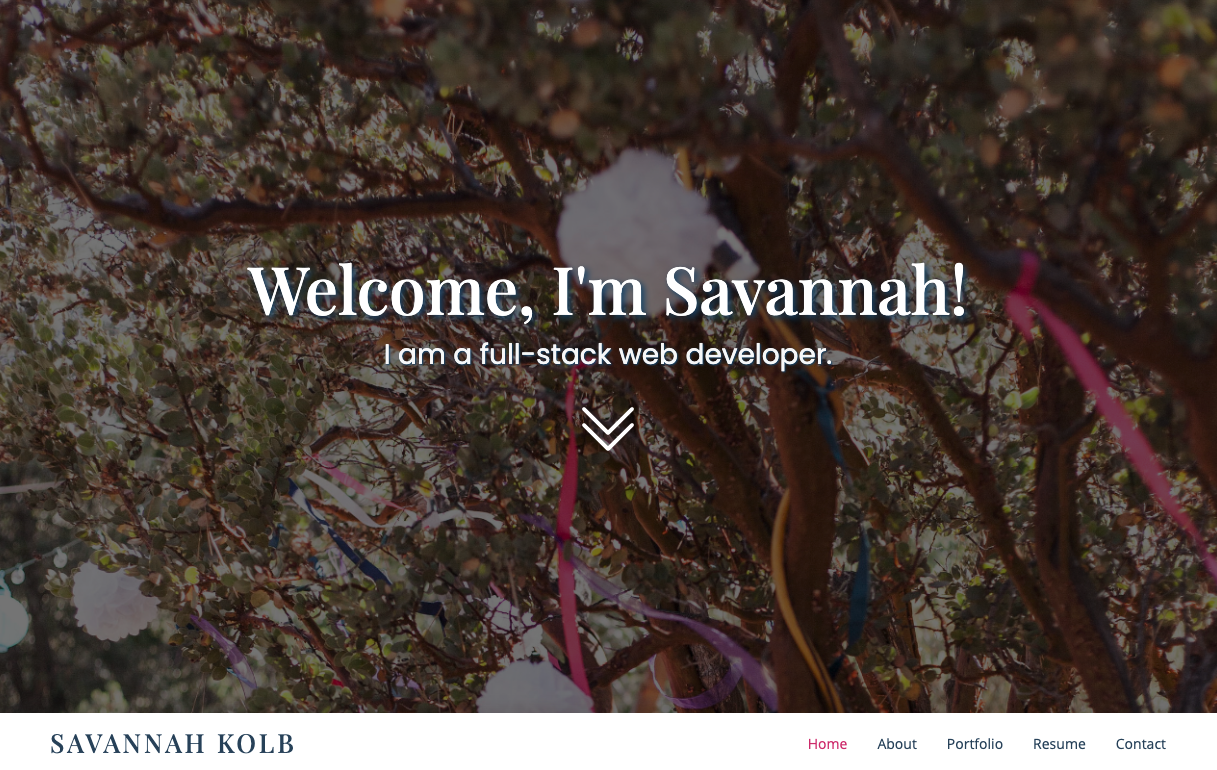 Welcome, I'm Savannah!
I am a full-stack web developer.
SAVANNAH KOLB
Home About Portfolio Resume Contact